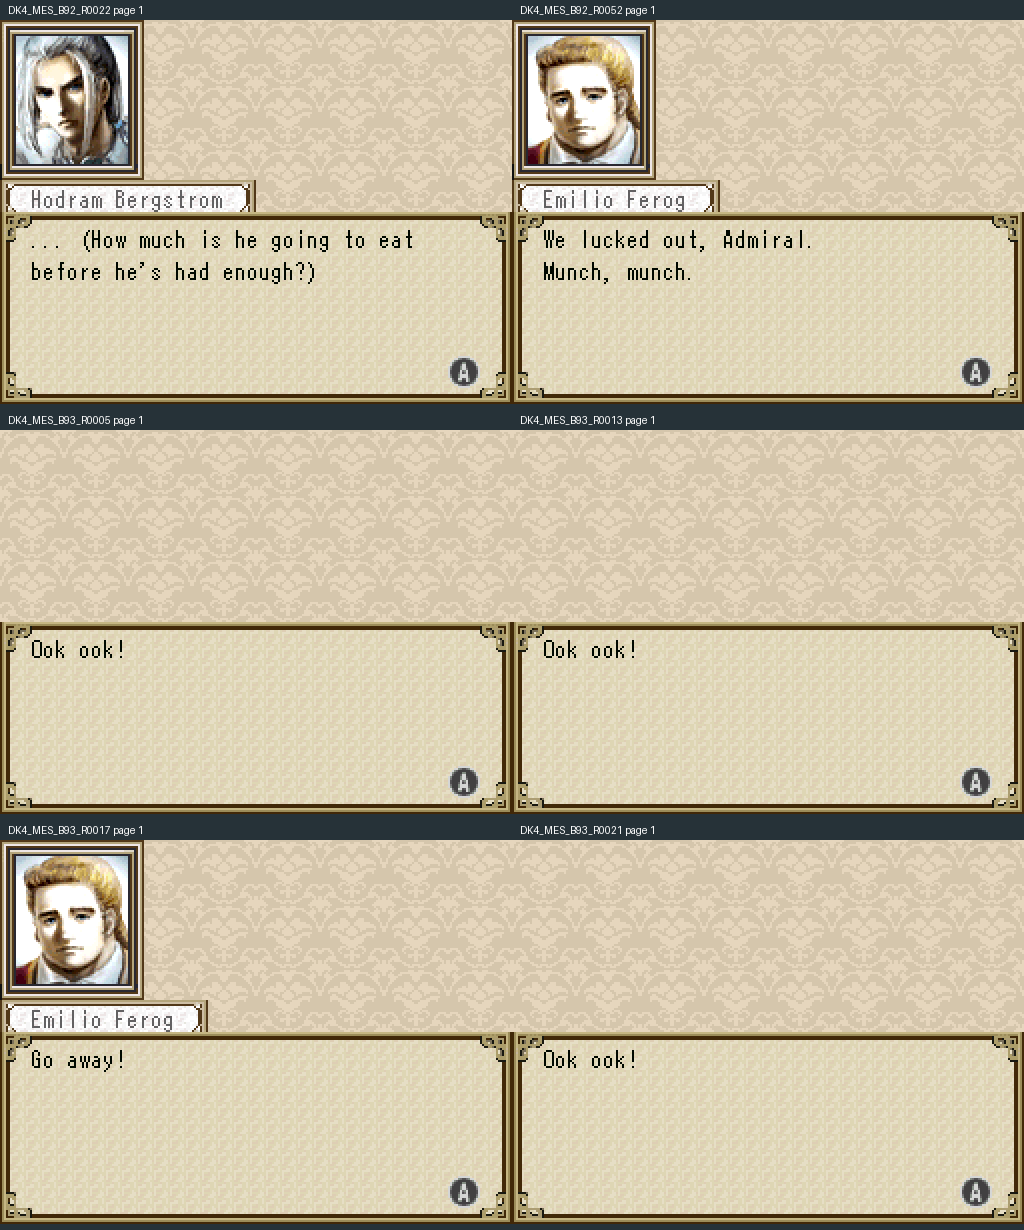 DK4_MES_B92_R0022 page 1
Hodram Bergstrom
... (How much is he going to eat
before he's had enough?)
A
DK4_MES_B92_R0052 page 1
Emilio Ferog
We lucked out, Admiral.
Munch, munch.
A
DK4_MES_B93_R0005 page 1
Ook ook!
A
DK4_MES_B93_R0013 page 1
Ook ook!
A
DK4_MES_B93_R0017 page 1
Emilio Ferog
Go away!
A
DK4_MES_B93_R0021 page 1
Ook ook!
A